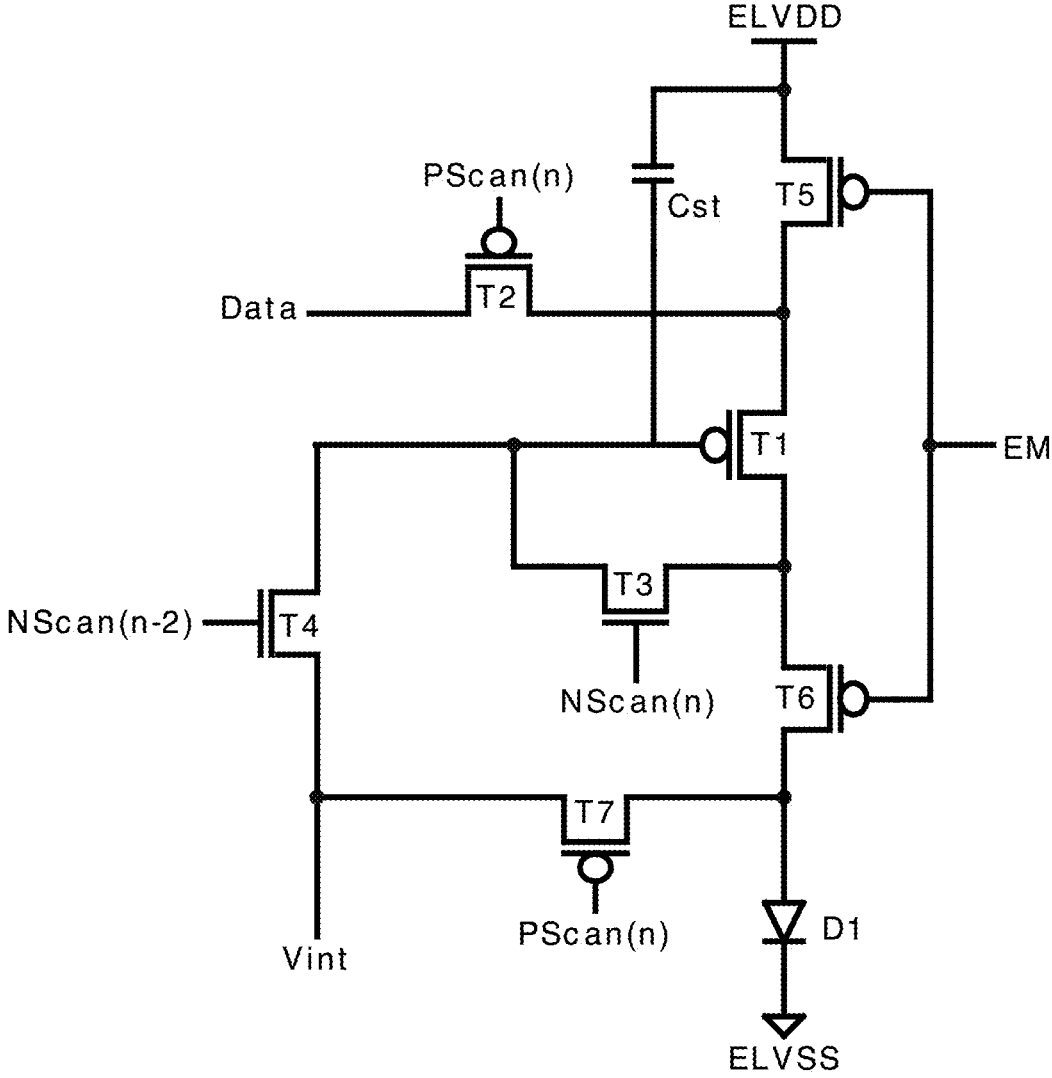 ELVDD
PScan(n)
T5
Cst
T2
Data
T1
EM
T3
NScan(n-2)
T4
NScan(n)
T6
T7
PScan(n)
D1
Vint
ELVSS